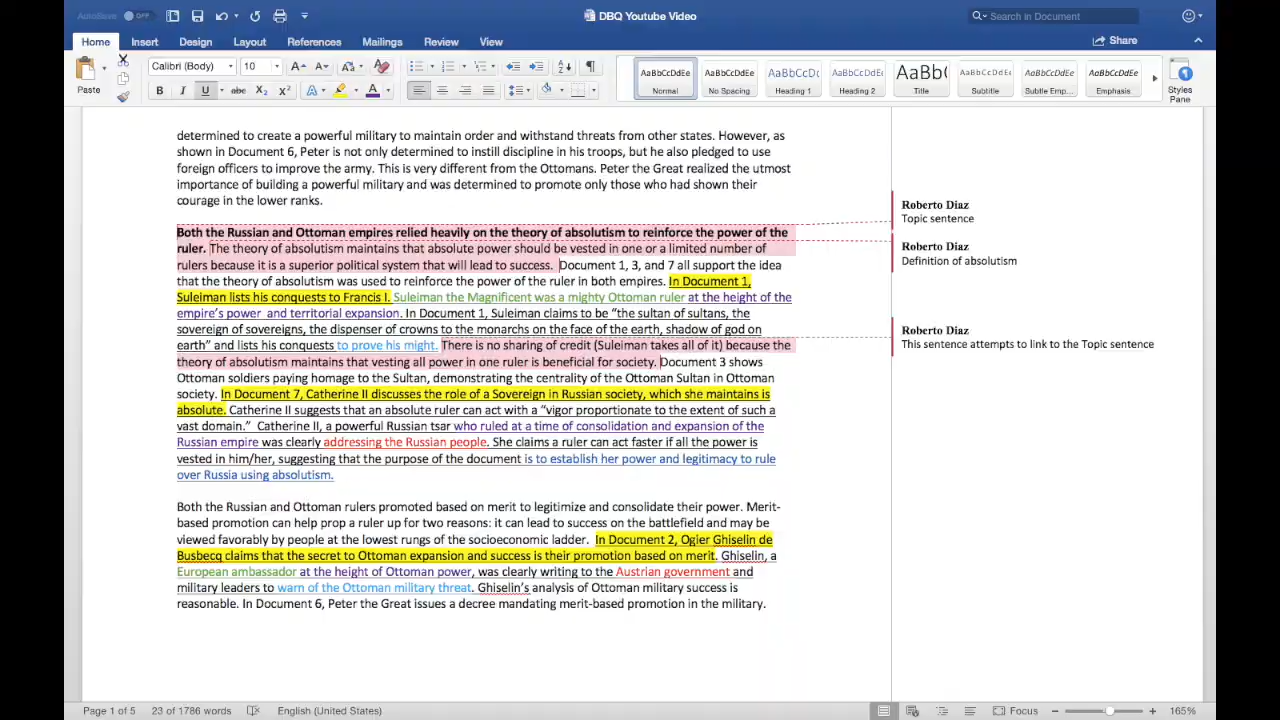 AutoSave OFF
DBQ Youtube Video
Search in Document
Home Insert Design Layout References Mailings Review View
Share
Paste
Calibri (Body) 10
AaBbCcDdEe AaBbCcDdEe AaBbCcDc AaBbCcDdEe AaBbC AaBbCcDdEe AaBbCcDdEe AaBbCcDdEe
Normal No Spacing Heading 1 Heading 2 Title Subtitle Subtle Emp... Emphasis
Styles
Pane
determined to create a powerful military to maintain order and withstand threats from other states. However, as
shown in Document 6, Peter is not only determined to instill discipline in his troops, but he also pledged to use
foreign officers to improve the army. This is very different from the Ottomans. Peter the Great realized the utmost
importance of building a powerful military and was determined to promote only those who had shown their
courage in the lower ranks.
Both the Russian and Ottoman empires relied heavily on the theory of absolutism to reinforce the power of the
ruler. The theory of absolutism maintains that absolute power should be vested in one or a limited number of
rulers because it is a superior political system that will lead to success. Document 1, 3, and 7 all support the idea
that the theory of absolutism was used to reinforce the power of the ruler in both empires. In Document 1,
Suleiman lists his conquests to Francis I. Suleiman the Magnificent was a mighty Ottoman ruler at the height of the
empire's power and territorial expansion. In Document 1, Suleiman claims to be “the sultan of sultans, the
sovereign of sovereigns, the dispenser of crowns to the monarchs on the face of the earth, shadow of god on
earth” and lists his conquests to prove his might. There is no sharing of credit (Suleiman takes all of it) because the
theory of absolutism maintains that vesting all power in one ruler is beneficial for society. Document 3 shows
Ottoman soldiers paying homage to the Sultan, demonstrating the centrality of the Ottoman Sultan in Ottoman
society. In Document 7, Catherine II discusses the role of a Sovereign in Russian society, which she maintains is
absolute. Catherine II suggests that an absolute ruler can act with a “vigor proportionate to the extent of such a
vast domain.” Catherine II, a powerful Russian tsar who ruled at a time of consolidation and expansion of the
Russian empire was clearly addressing the Russian people. She claims a ruler can act faster if all the power is
vested in him/her, suggesting that the purpose of the document is to establish her power and legitimacy to rule
over Russia using absolutism.
Both the Russian and Ottoman rulers promoted based on merit to legitimize and consolidate their power. Merit-
based promotion can help prop a ruler up for two reasons: it can lead to success on the battlefield and may be
viewed favorably by people at the lowest rungs of the socioeconomic ladder. In Document 2, Ogier Ghiselin de
Busbecq claims that the secret to Ottoman expansion and success is their promotion based on merit. Ghiselin, a
European ambassador at the height of Ottoman power, was clearly writing to the Austrian government and
military leaders to warn of the Ottoman military threat. Ghiselin's analysis of Ottoman military success is
reasonable. In Document 6, Peter the Great issues a decree mandating merit-based promotion in the military.
Roberto Diaz
Topic sentence
Roberto Diaz
Definition of absolutism
Roberto Diaz
This sentence attempts to link to the Topic sentence
Page 1 of 5 23 of 1786 words English (United States) Focus 165%